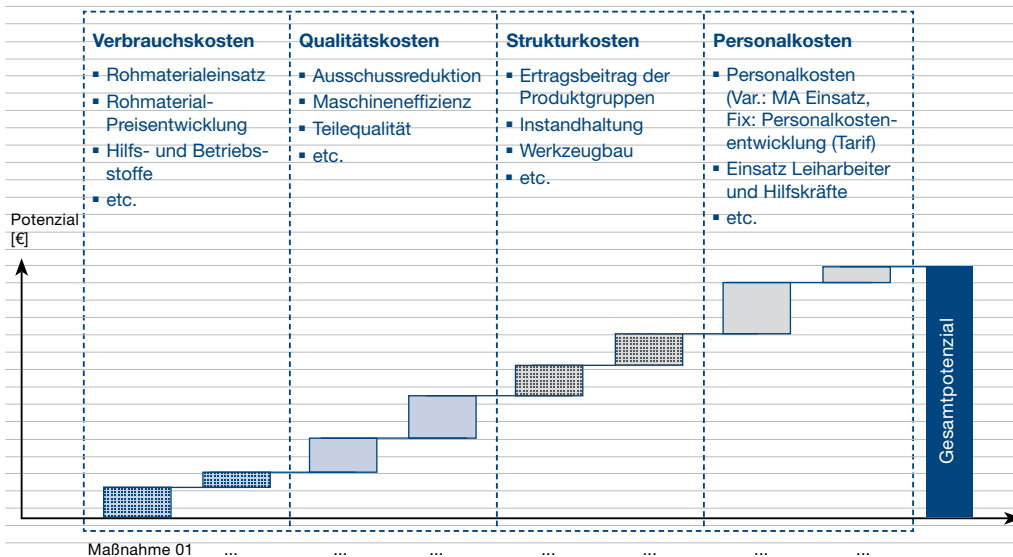 Verbrauchskosten
▪ Rohmaterialeinsatz
▪ Rohmaterial-
Preisentwicklung
▪ Hilfs- und Betriebs-
stoffe
▪ etc.
Qualitätskosten
▪ Ausschussreduktion
▪ Maschineneffizienz
▪ Teilequalität
▪ etc.
Strukturkosten
▪ Ertragsbeitrag der
Produktgruppen
▪ Instandhaltung
▪ Werkzeugbau
▪ etc.
Personalkosten
▪ Personalkosten
(Var.: MA Einsatz,
Fix: Personalkosten-
entwicklung (Tarif)
▪ Einsatz Leiharbeiter
und Hilfskräfte
▪ etc.
Potenzial
[€]
Gesamtpotenzial
Maßnahme 01 ... ... ... ... ... ... ...